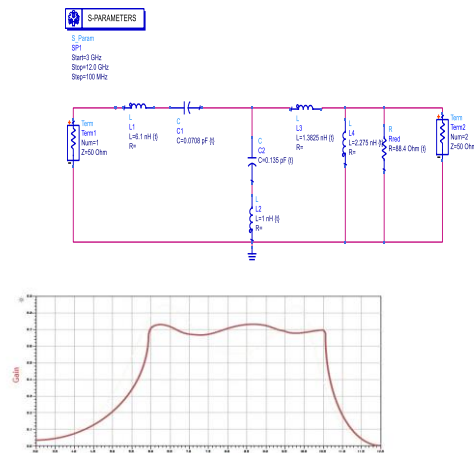 S-PARAMETERS
S_Param
SP1
Start=3 GHz
Stop=12.0 GHz
Step=100 MHz
Term
Term1
Num=1
Z=50 Ohm
L
L1
L=6.1 nH {t}
R=
C
C1
C=0.0708 pF {t}
C
C2
C=0.135 pF {t}
L
L2
L=1 nH {t}
R=
L
L3
L=1.3825 nH {t}
R=
L
L4
L=2.275 nH {t}
R=
R
Rrad
R=88.4 Ohm {t}
Term
Term2
Num=2
Z=50 Ohm
Gain